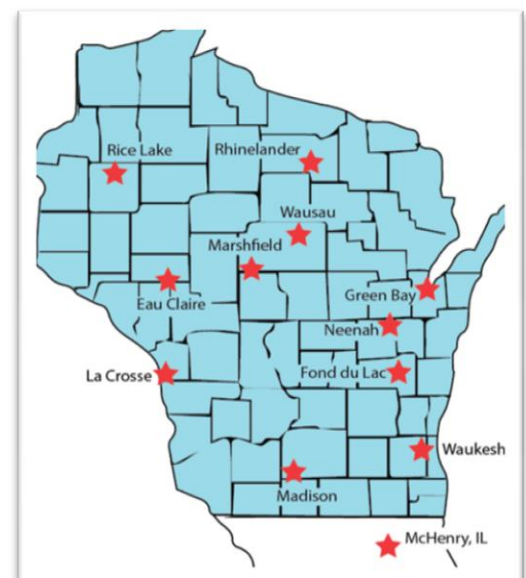 Rice Lake
Rhinelander
Wausau
Marshfield
Eau Claire
Green Bay
Neenah
La Crosse
Fond du Lac
Waukesh
Madison
McHenry, IL